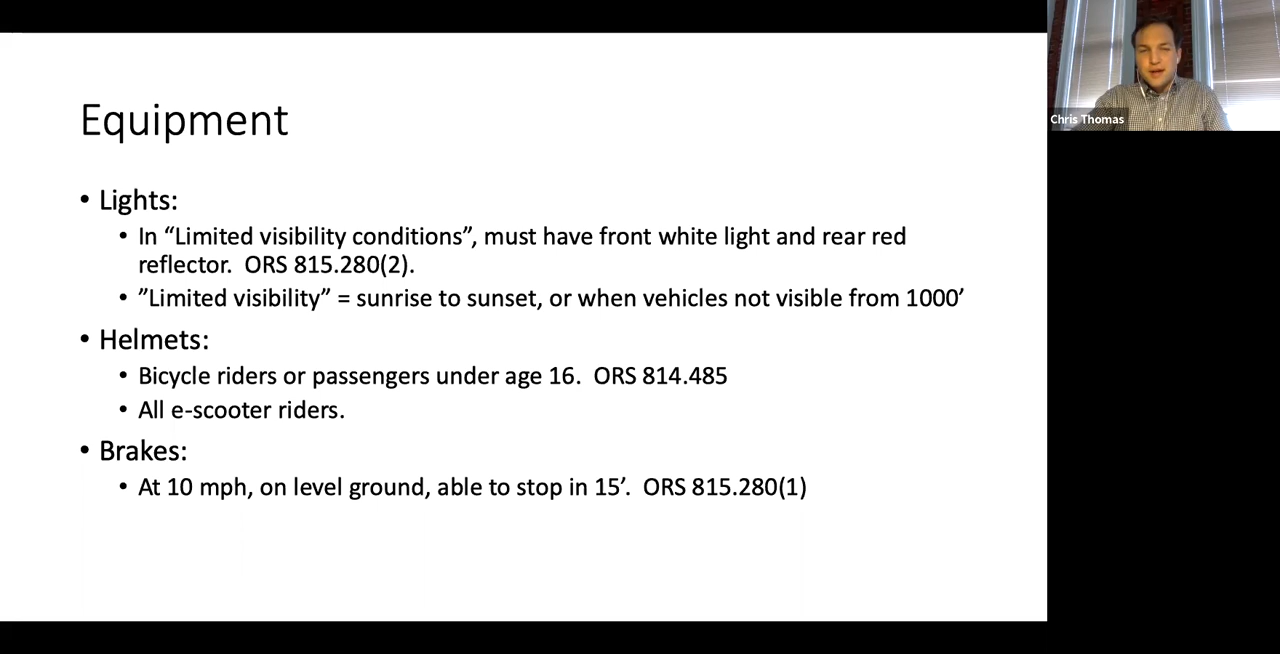 Equipment
• Lights:
• In “Limited visibility conditions”, must have front white light and rear red
reflector.  ORS 815.280(2).
• ”Limited visibility” = sunrise to sunset, or when vehicles not visible from 1000’
• Helmets:
• Bicycle riders or passengers under age 16.  ORS 814.485
• All e-scooter riders.
• Brakes:
• At 10 mph, on level ground, able to stop in 15’.  ORS 815.280(1)
Chris Thomas